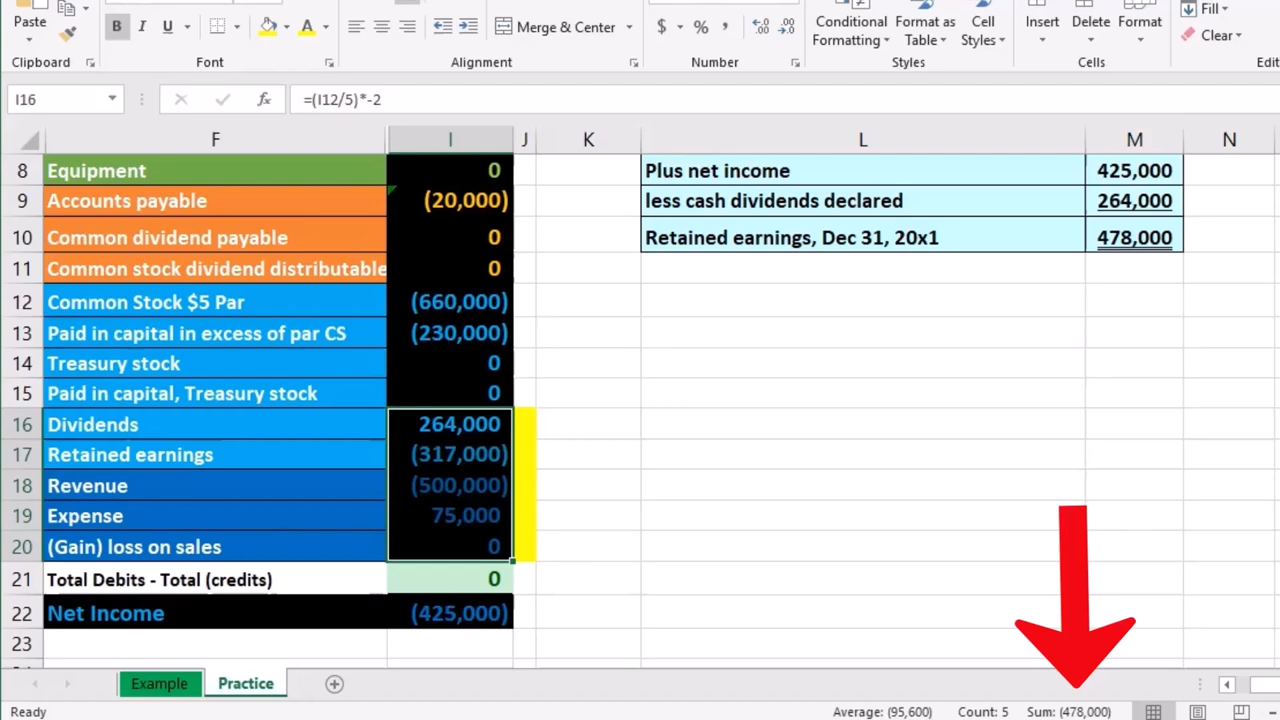 Paste
B I U A
Merge & Center
$ % , .00 .00
Conditional Format as Cell
Formatting Table Styles
Insert Delete Format
Fill
Clear
Clipboard Font Alignment Number Styles Cells
I16 fx =(I12/5)*-2
F I J K L M N
8 Equipment 0 Plus net income 425,000
9 Accounts payable (20,000) less cash dividends declared 264,000
10 Common dividend payable 0 Retained earnings, Dec 31, 20x1 478,000
11 Common stock dividend distributable 0
12 Common Stock $5 Par (660,000)
13 Paid in capital in excess of par CS (230,000)
14 Treasury stock 0
15 Paid in capital, Treasury stock 0
16 Dividends 264,000
17 Retained earnings (317,000)
18 Revenue (500,000)
19 Expense 75,000
20 (Gain) loss on sales 0
21 Total Debits - Total (credits) 0
22 Net Income (425,000)
23
Example Practice
Ready Average: (95,600) Count: 5 Sum: (478,000)